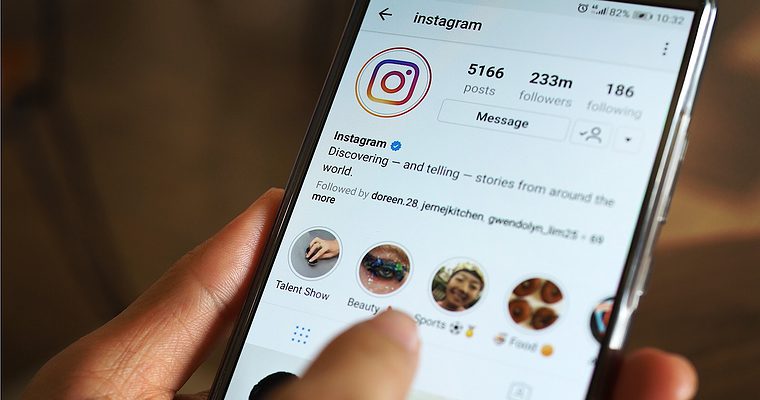 82% 10:32
instagram
5166 233m 186
posts followers following
Message
Instagram
Discovering — and telling — stories from around the
world.
Followed by doreen.28, jernejkitchen, gwendolyn_lim25 + 69
more
Talent Show Beauty Sports Food